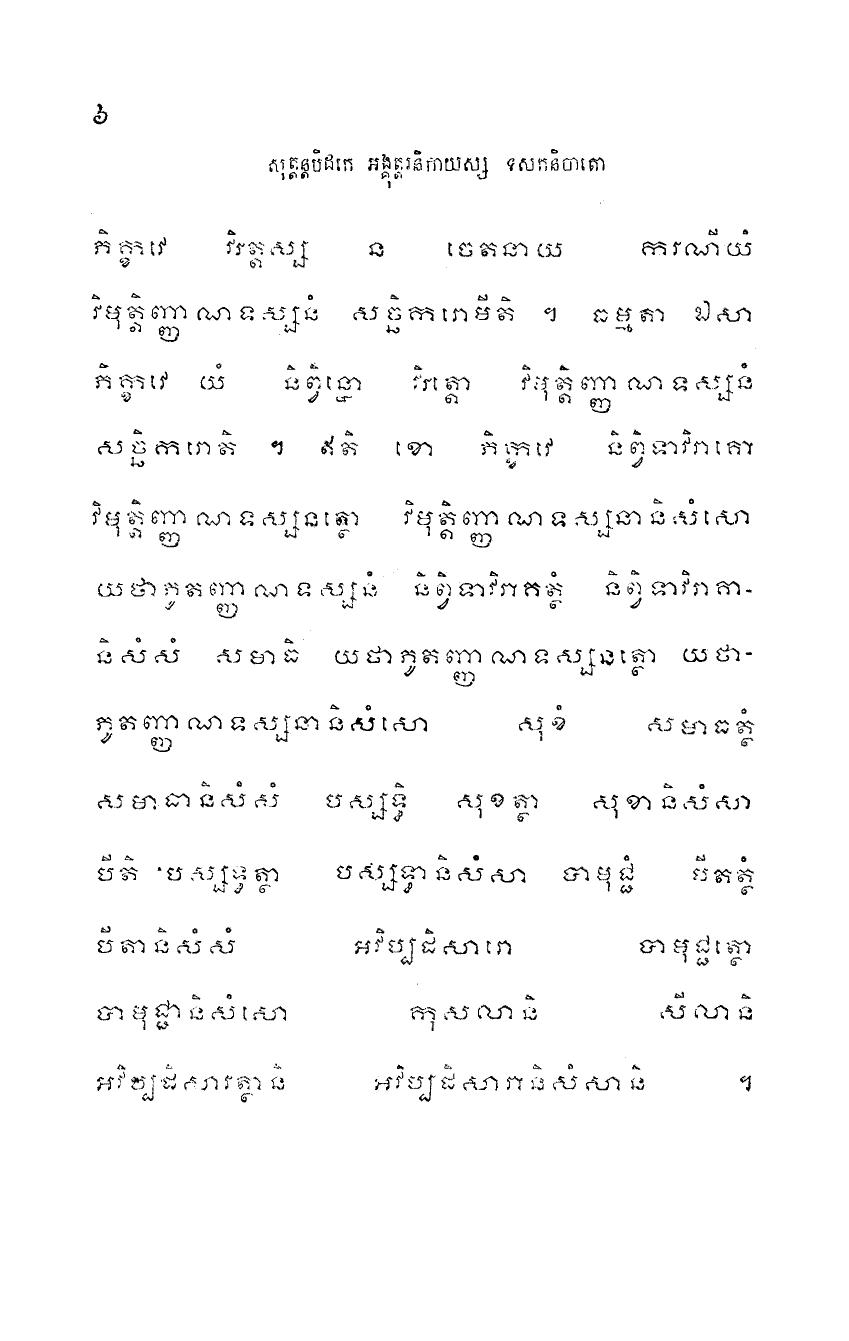 ៦
សុត្តន្តបិដកេ អង្គុត្តរនិកាយស្ស ទសកនិបាតោ
ភិក្ខវេ វិរត្តស្ស ន ចេតនាយ ករណីយំ
វិមុត្តិញ្ញាណទស្សនំ សច្ឆិករោមីតិ ។ ធម្មតា ឯសា
ភិក្ខវេ យំ និព្វិន្ទោ វិរត្តោ វិមុត្តិញ្ញាណទស្សនំ
សច្ឆិករោតិ ។ ឥតិ ខោ ភិក្ខវេ និព្វិទាវិរាគោ
វិមុត្តិញ្ញាណទស្សនត្ថោ វិមុត្តិញ្ញាណទស្សនានិសំសោ
យថាភូតញ្ញាណទស្សនំ និព្វិទាវិរាគត្ថំ និព្វិទាវិរាគា-
និសំសំ សមាធិ យថាភូតញ្ញាណទស្សនត្ថោ យថា-
ភូតញ្ញាណទស្សនានិសំសោ សុខំ សមាធត្ថំ
សមាធានិសំសំ បស្សទ្ធិ សុខត្ថា សុខានិសំសា
បីតិ បស្សទ្ធត្ថា បស្សទ្ធានិសំសា បាមុជ្ជំ បីតត្ថំ
បីតានិសំសំ អវិប្បដិសារោ បាមុជ្ជត្ថោ
បាមុជ្ជានិសំសោ កុសលានិ សីលានិ
អវិប្បដិសារត្ថានិ អវិប្បដិសារានិសំសានិ ។